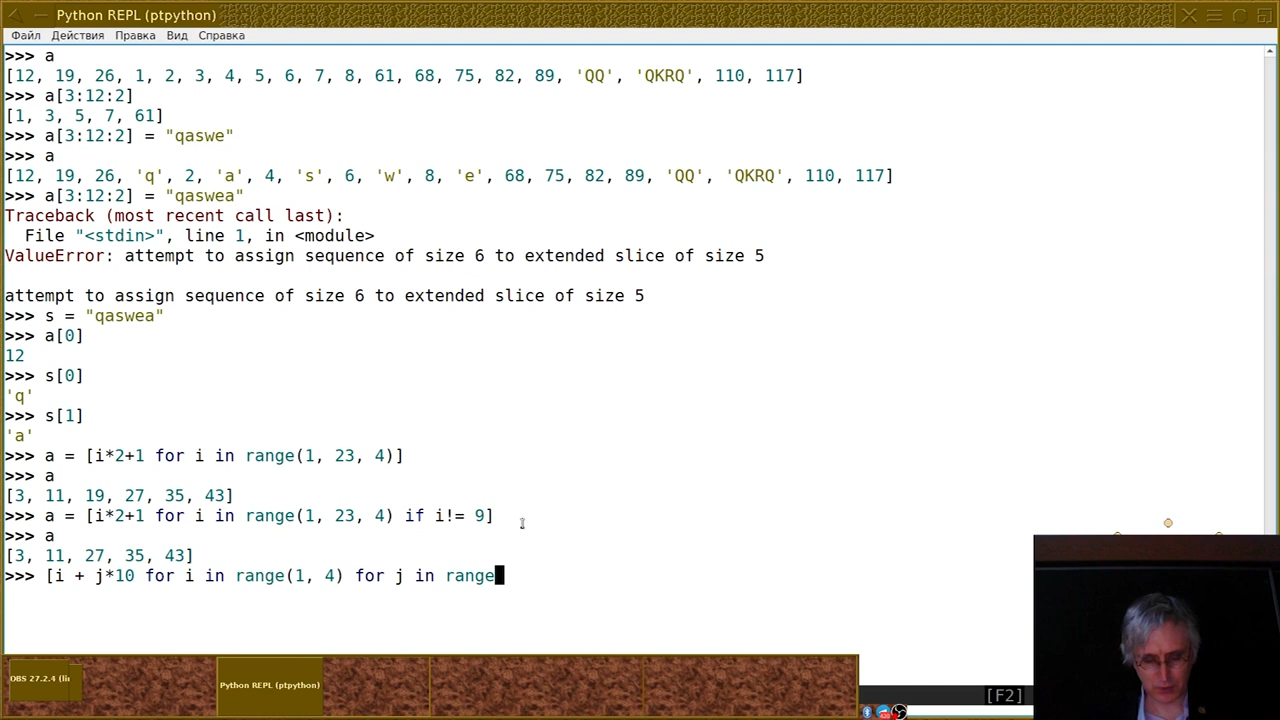 Python REPL (ptpython)
Файл Действия Правка Вид Справка
>>> a
[12, 19, 26, 1, 2, 3, 4, 5, 6, 7, 8, 61, 68, 75, 82, 89, 'QQ', 'QKRQ', 110, 117]
>>> a[3:12:2]
[1, 3, 5, 7, 61]
>>> a[3:12:2] = "qaswe"
>>> a
[12, 19, 26, 'q', 2, 'a', 4, 's', 6, 'w', 8, 'e', 68, 75, 82, 89, 'QQ', 'QKRQ', 110, 117]
>>> a[3:12:2] = "qaswea"
Traceback (most recent call last):
  File "<stdin>", line 1, in <module>
ValueError: attempt to assign sequence of size 6 to extended slice of size 5
attempt to assign sequence of size 6 to extended slice of size 5
>>> s = "qaswea"
>>> a[0]
12
>>> s[0]
'q'
>>> s[1]
'a'
>>> a = [i*2+1 for i in range(1, 23, 4)]
>>> a
[3, 11, 19, 27, 35, 43]
>>> a = [i*2+1 for i in range(1, 23, 4) if i!= 9]
>>> a
[3, 11, 27, 35, 43]
>>> [i + j*10 for i in range(1, 4) for j in range
OBS 27.2.4 (lin
Python REPL (ptpython)
[F2]